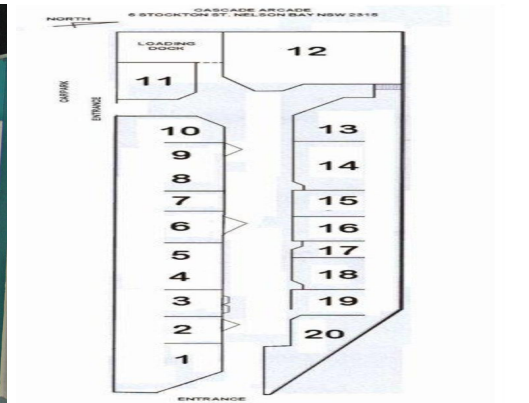 CASCADE ARCADE
6 STOCKTON ST. NELSON BAY NSW 2315
NORTH
LOADING
DOCK
12
11
CARPARK
ENTRANCE
10
13
9
14
8
7
15
6
16
5
17
4
18
3
19
2
20
1
ENTRANCE